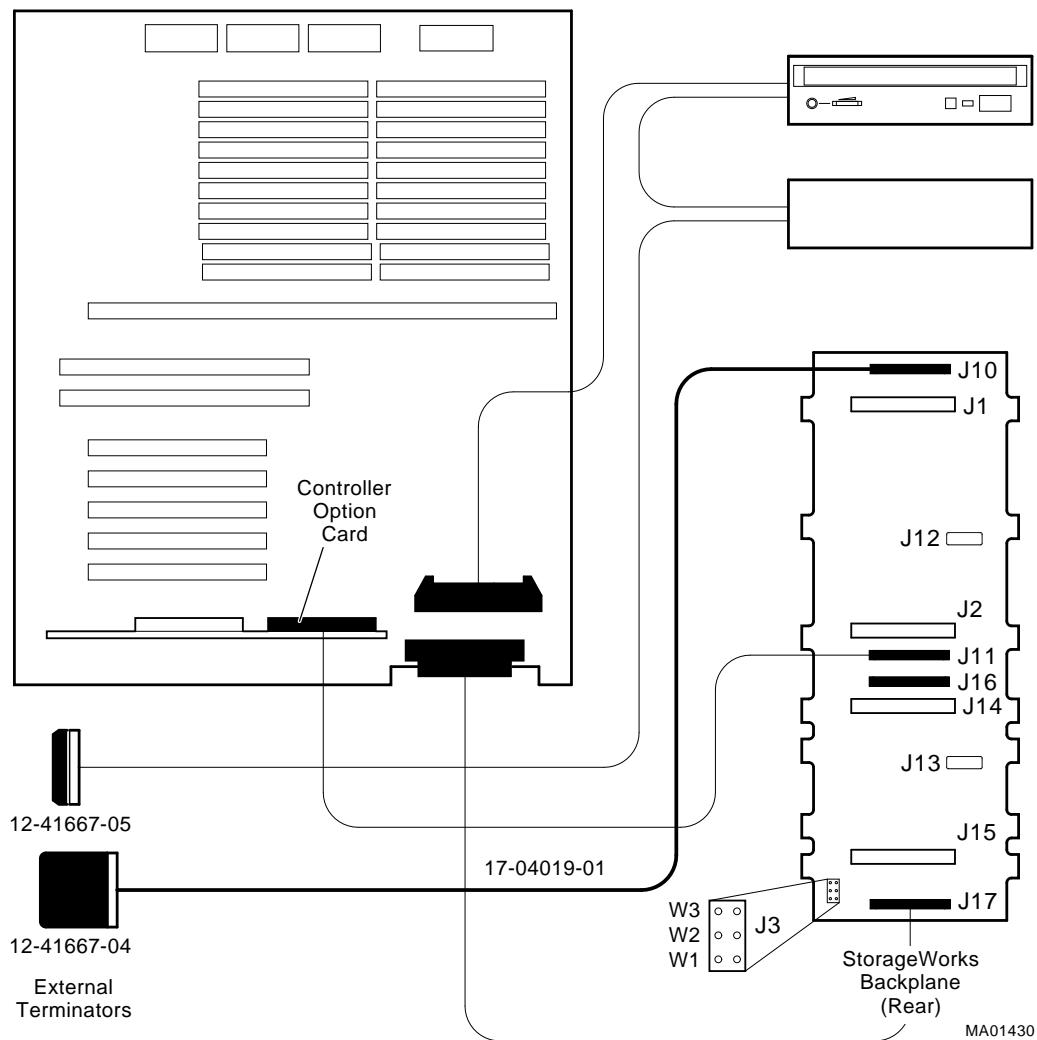 J10
J1
Controller
Option
Card
J12
J2
J11
J16
J14
J13
12-41667-05
J15
17-04019-01
J17
W3
W2
W1
J3
12-41667-04
StorageWorks
Backplane
(Rear)
External
Terminators
MA01430